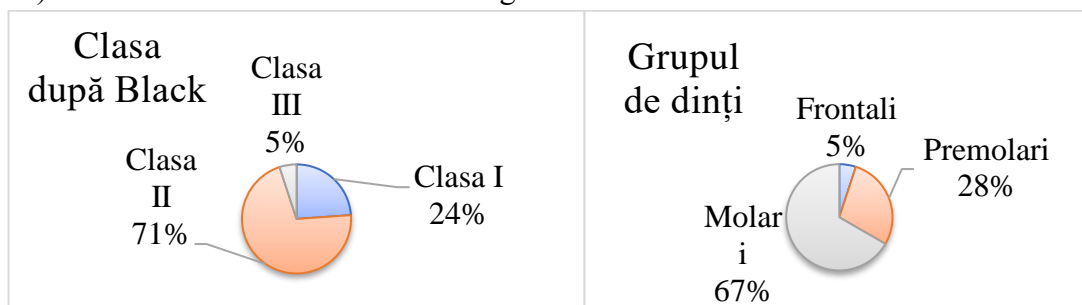 Clasa
după Black
Clasa
III
5%
Clasa
II
71%
Clasa I
24%
Grupul
de dinți
Frontali
5%
Premolari
28%
Molar
i
67%